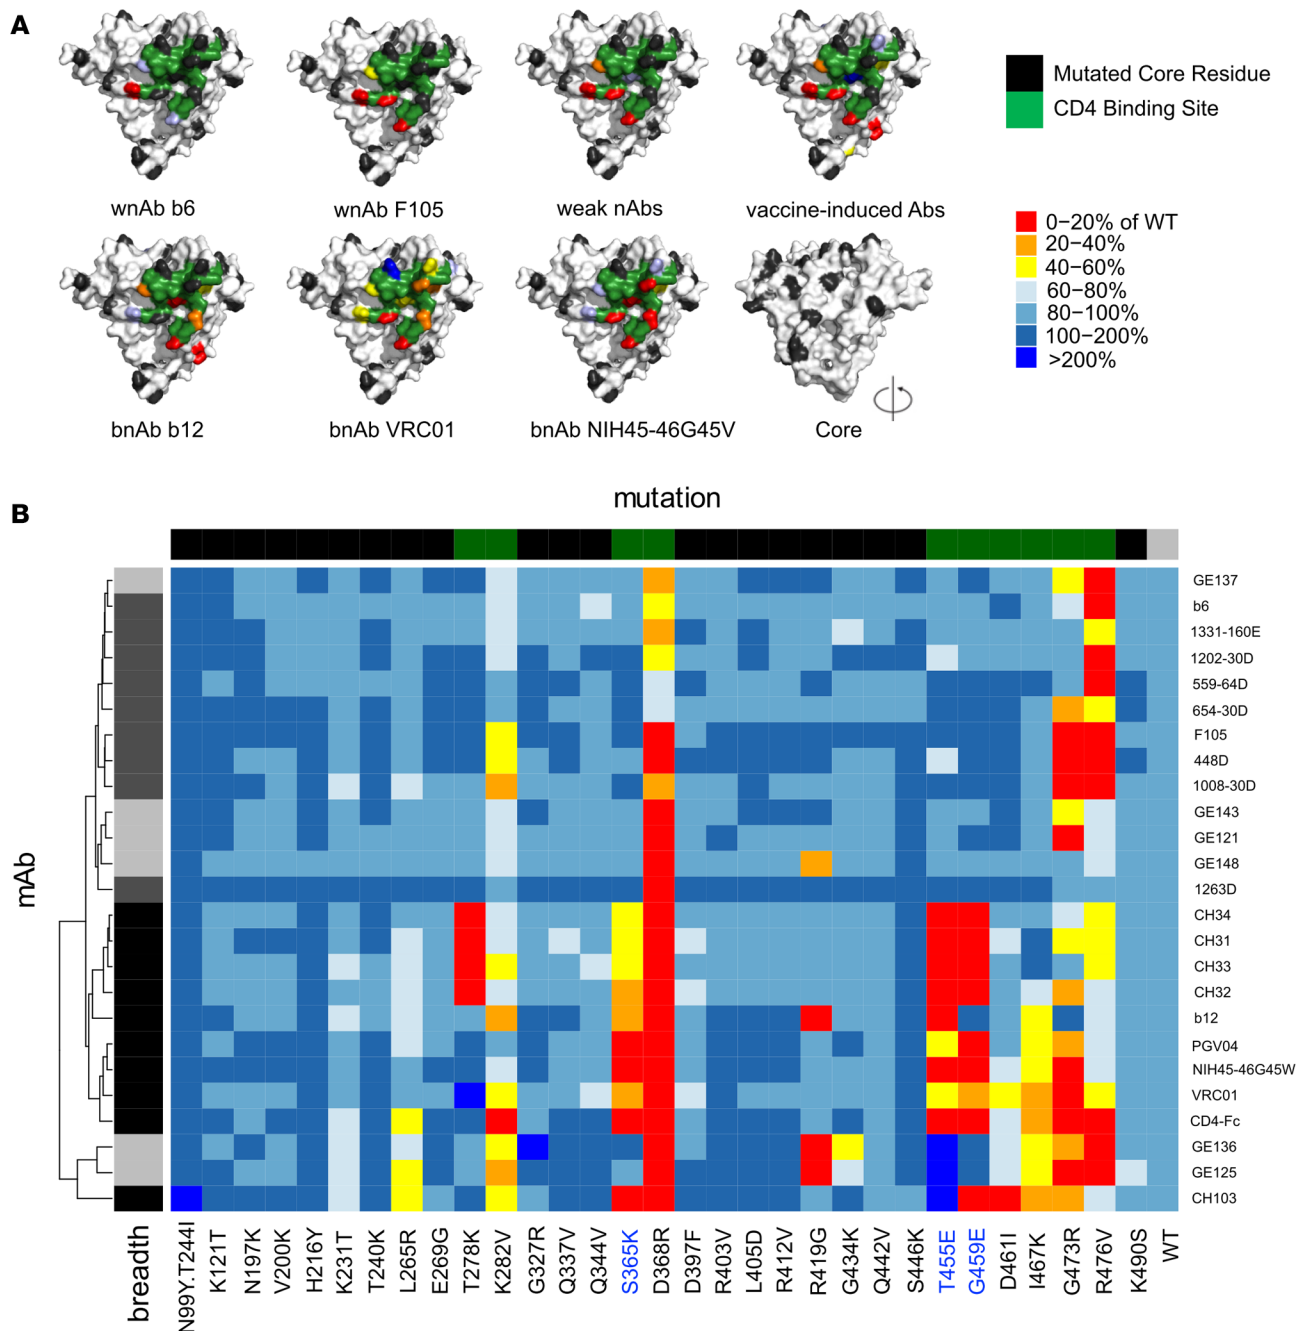 A
Mutated Core Residue
CD4 Binding Site
wnAb b6
wnAb F105
weak nAbs
vaccine-induced Abs
0−20% of WT
20−40%
40−60%
60−80%
80−100%
100−200%
>200%
bnAb b12
bnAb VRC01
bnAb NIH45-46G45V
Core
B
mutation
mAb
GE137
b6
1331-160E
1202-30D
559-64D
654-30D
F105
448D
1008-30D
GE143
GE121
GE148
1263D
CH34
CH31
CH33
CH32
b12
PGV04
NIH45-46G45W
VRC01
CD4-Fc
GE136
GE125
CH103
breadth
N99Y.T244I
K121T
N197K
V200K
H216Y
K231T
T240K
L265R
E269G
T278K
K282V
G327R
Q337V
Q344V
S365K
D368R
D397F
R403V
L405D
R412V
R419G
G434K
Q442V
S446K
T455E
G459E
D461I
I467K
G473R
R476V
K490S
WT